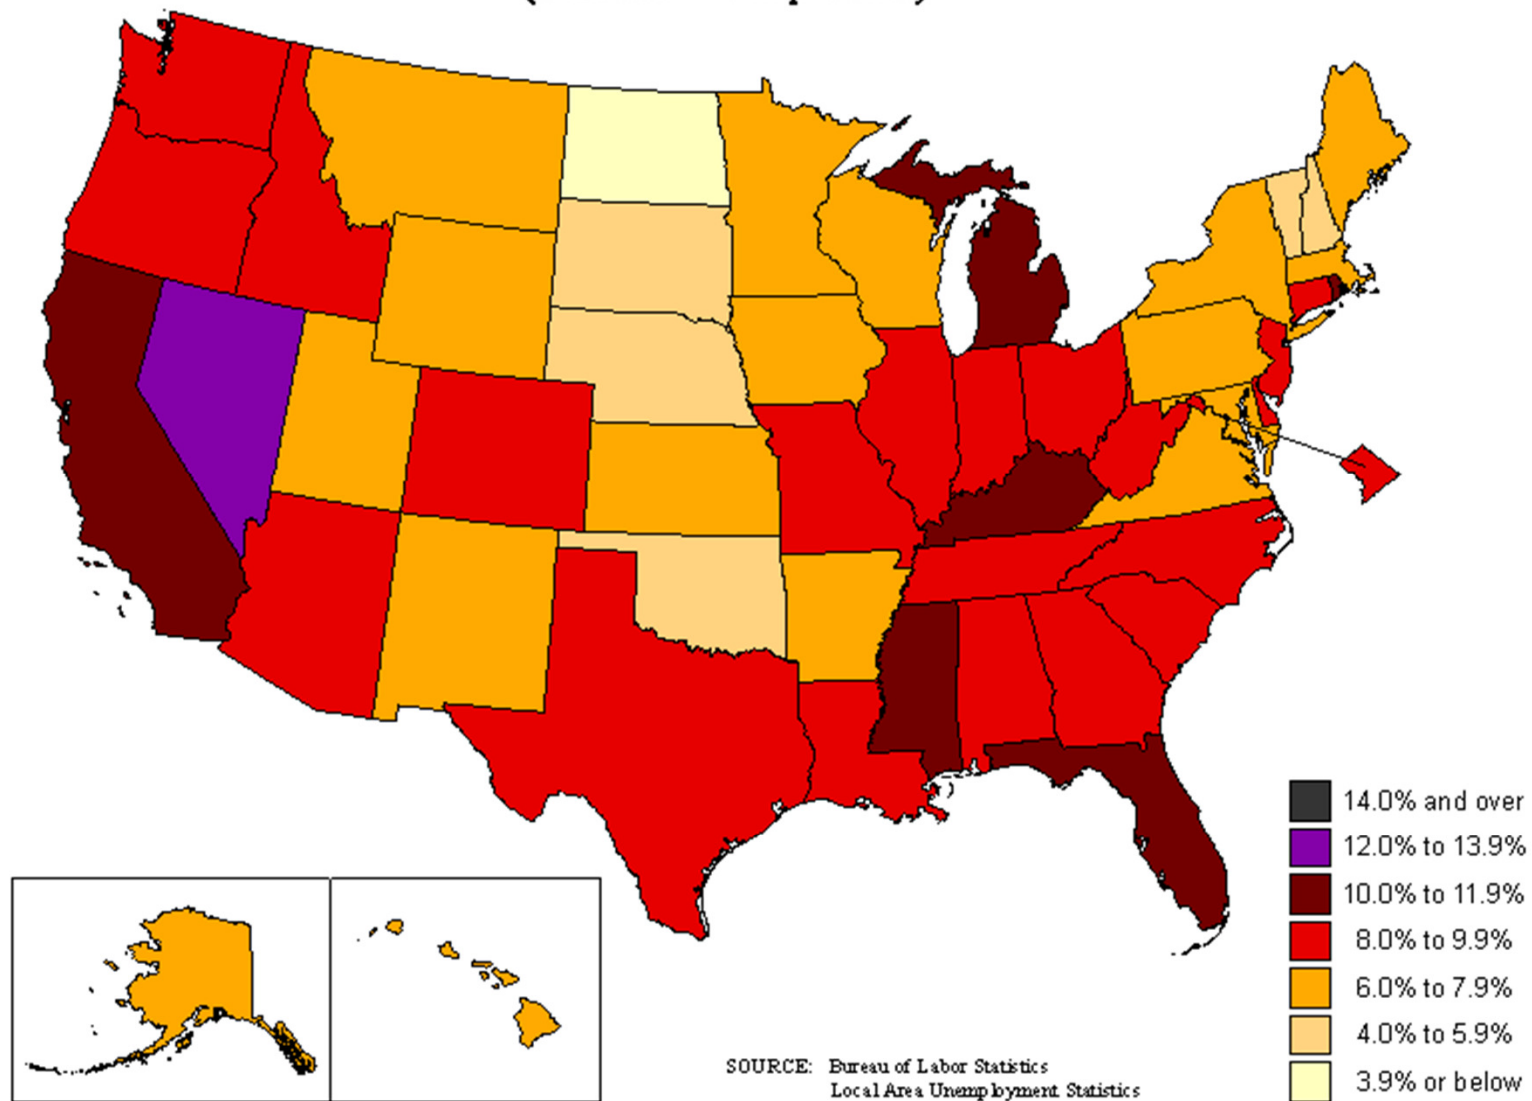 14.0% and over
12.0% to 13.9%
10.0% to 11.9%
8.0% to 9.9%
6.0% to 7.9%
4.0% to 5.9%
3.9% or below
SOURCE: Bureau of Labor Statistics
Local Area Unemployment Statistics